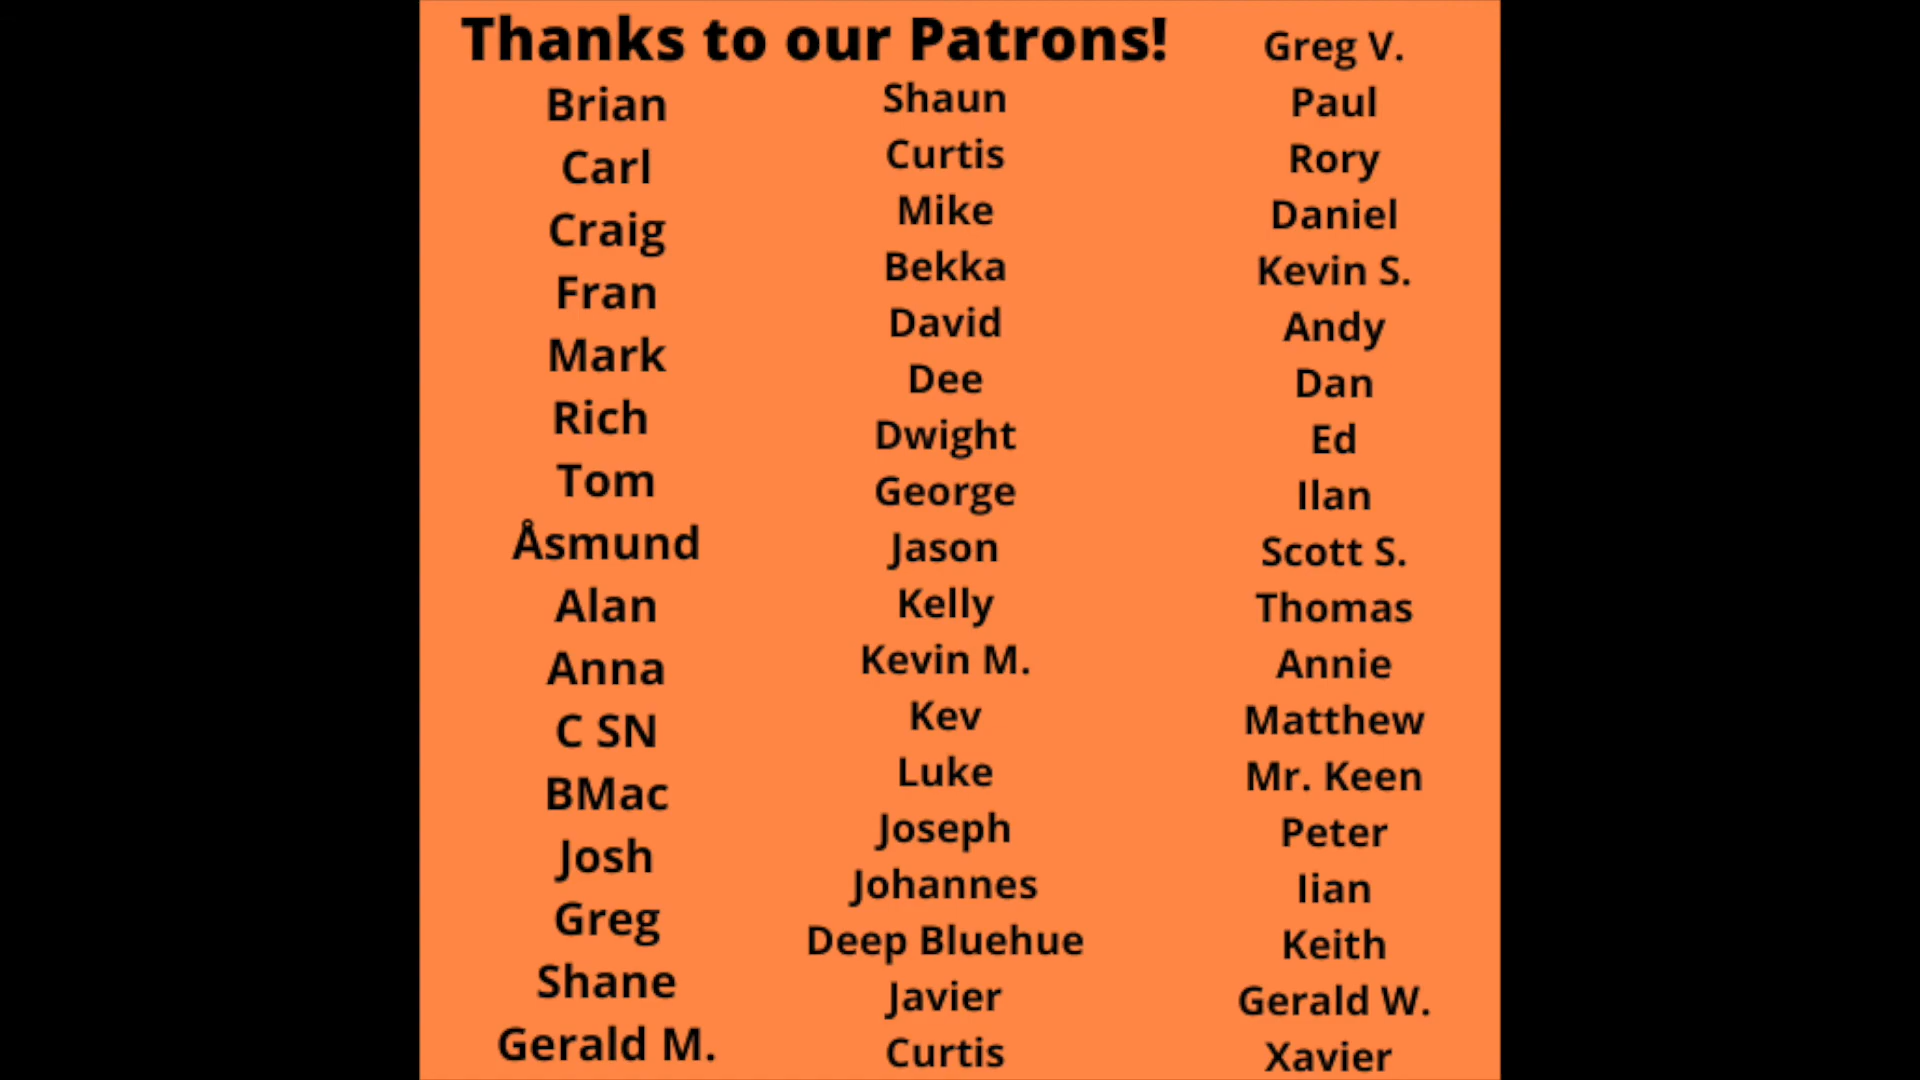 Thanks to our Patrons!
Brian
Carl
Craig
Fran
Mark
Rich
Tom
Åsmund
Alan
Anna
C SN
BMac
Josh
Greg
Shane
Gerald M.
Shaun
Curtis
Mike
Bekka
David
Dee
Dwight
George
Jason
Kelly
Kevin M.
Kev
Luke
Joseph
Johannes
Deep Bluehue
Javier
Curtis
Greg V.
Paul
Rory
Daniel
Kevin S.
Andy
Dan
Ed
Ilan
Scott S.
Thomas
Annie
Matthew
Mr. Keen
Peter
Iian
Keith
Gerald W.
Xavier